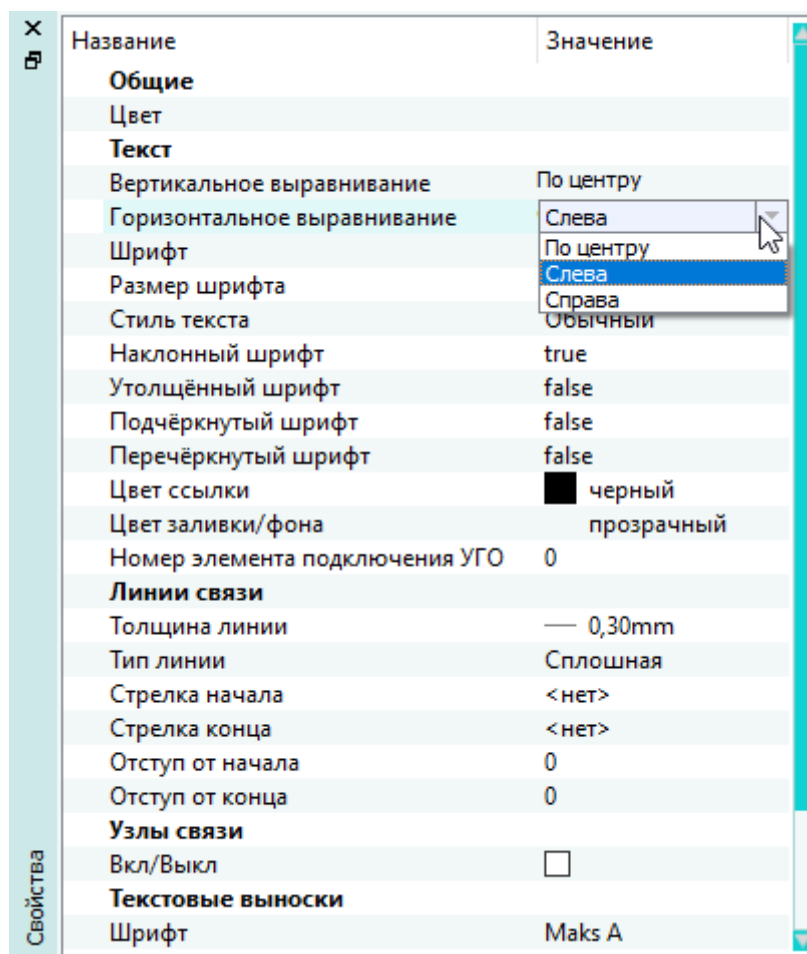 Название Значение
Общие
Цвет
Текст
Вертикальное выравнивание По центру
Горизонтальное выравнивание Слева
Шрифт По центру
Размер шрифта Слева
Справа
Стиль текста Обычный
Наклонный шрифт true
Утолщённый шрифт false
Подчёркнутый шрифт false
Перечёркнутый шрифт false
Цвет ссылки черный
Цвет заливки/фона прозрачный
Номер элемента подключения УГО 0
Линии связи
Толщина линии 0,30mm
Тип линии Сплошная
Стрелка начала <нет>
Стрелка конца <нет>
Отступ от начала 0
Отступ от конца 0
Узлы связи
Вкл/Выкл
Текстовые выноски
Шрифт Maks A
Свойства